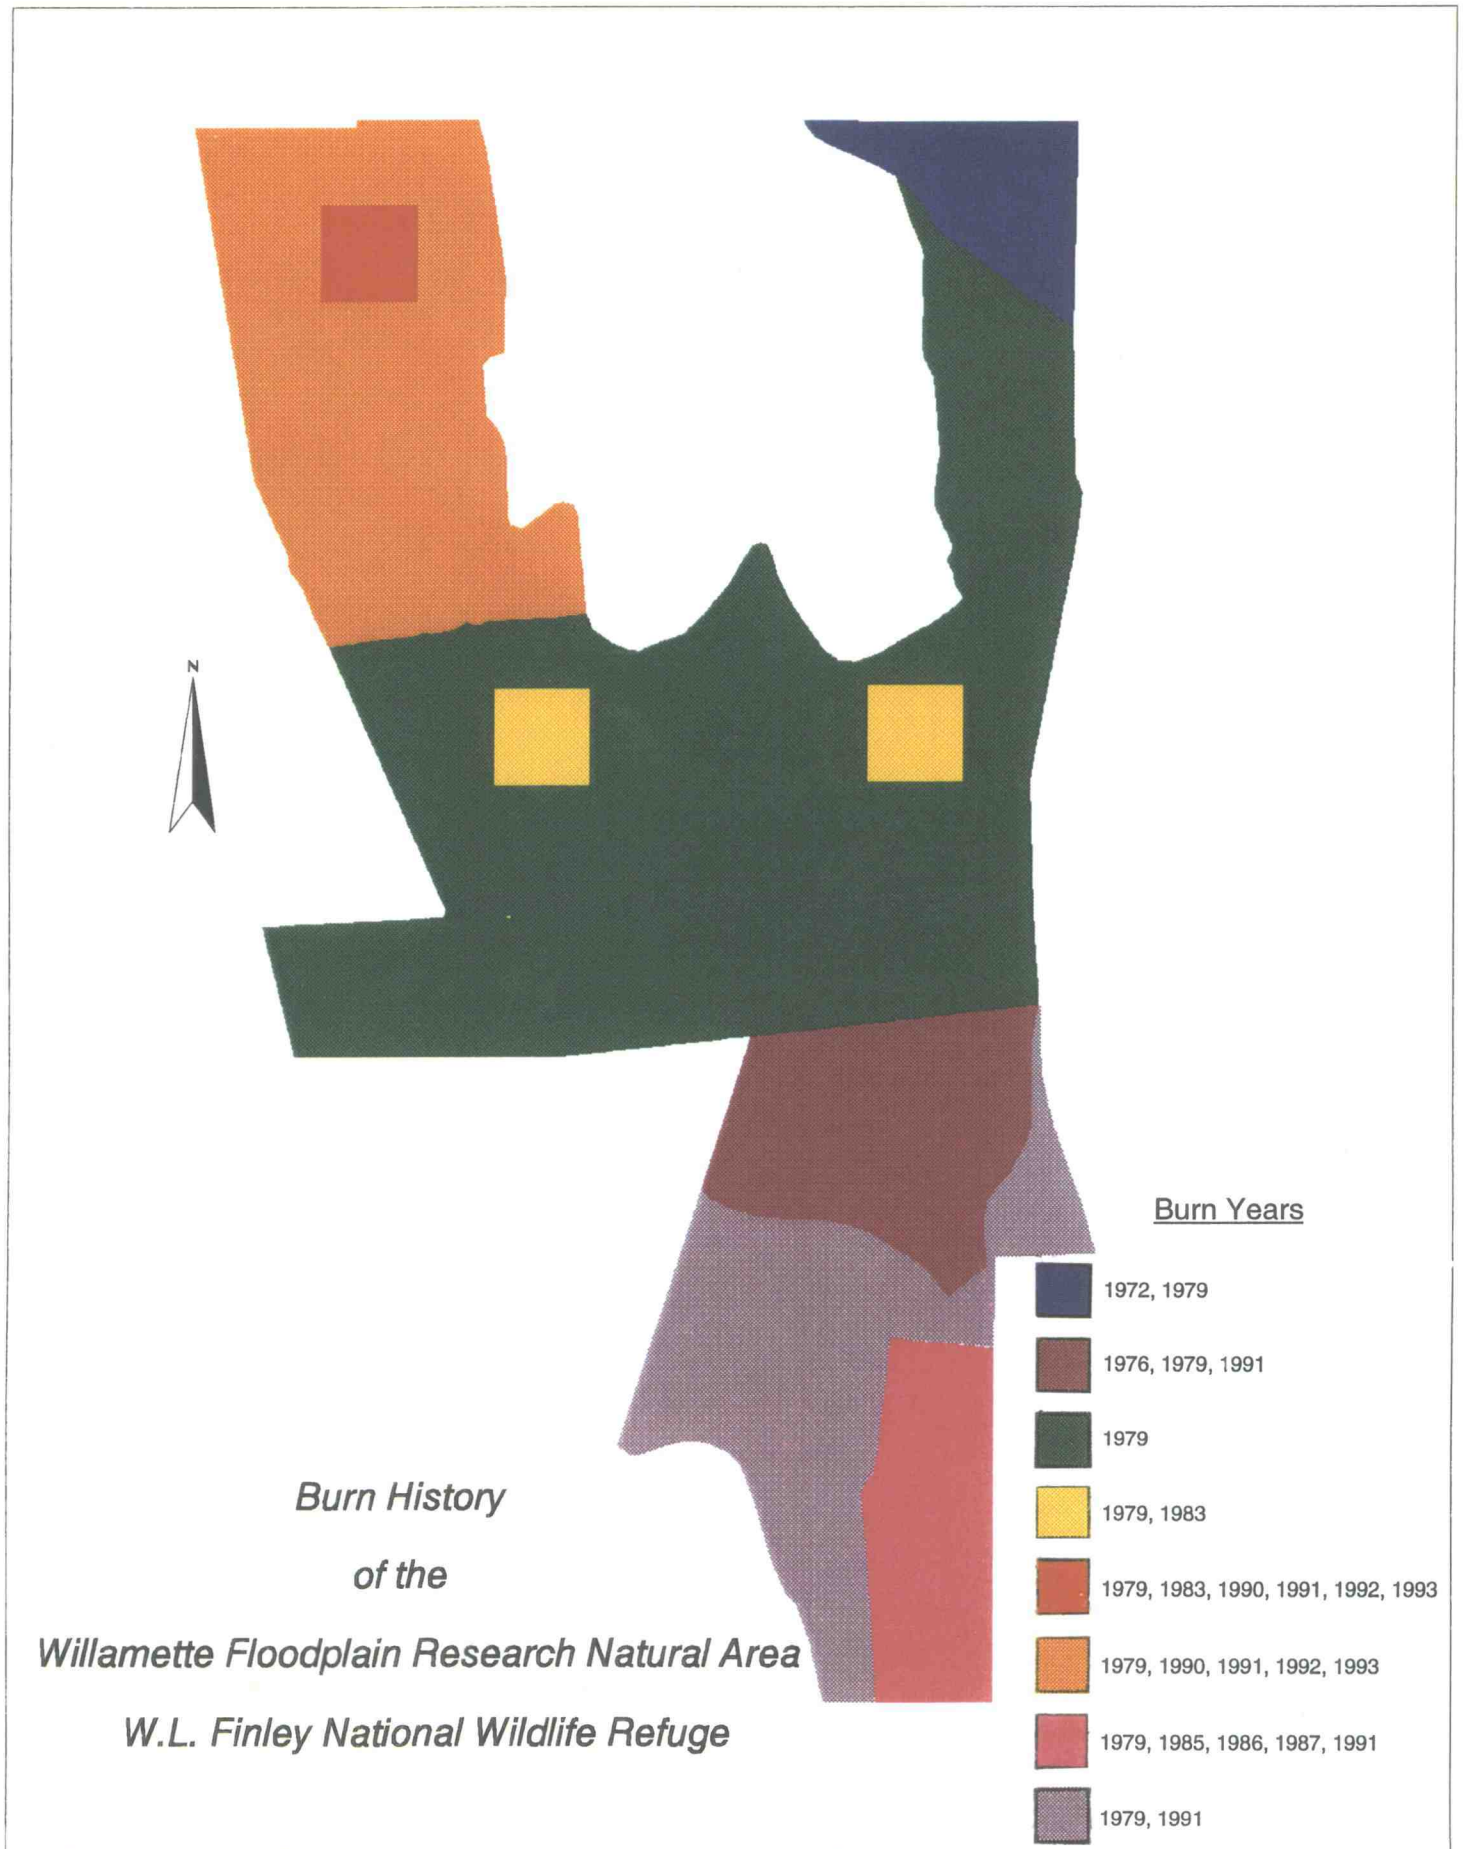 N
Burn Years
1972, 1979
1976, 1979, 1991
1979
1979, 1983
1979, 1983, 1990, 1991, 1992, 1993
1979, 1990, 1991, 1992, 1993
1979, 1985, 1986, 1987, 1991
1979, 1991
Burn History
of the
Willamette Floodplain Research Natural Area
W.L. Finley National Wildlife Refuge